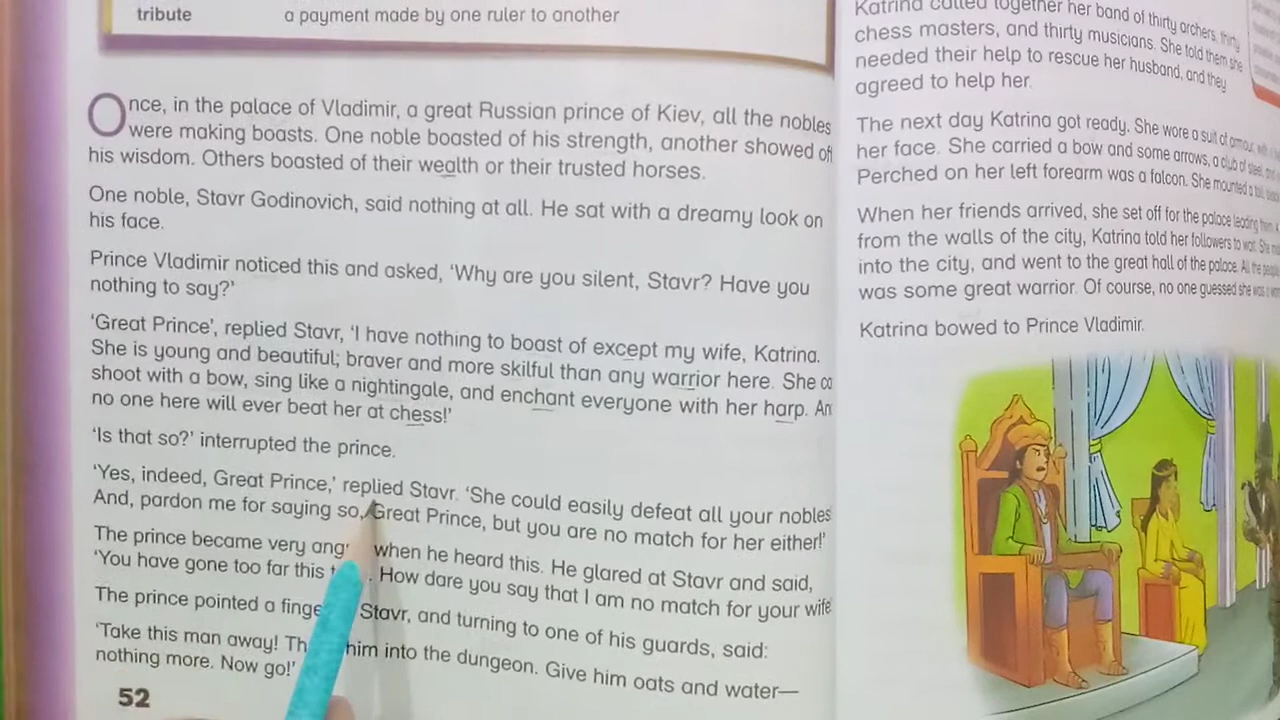 tribute a payment made by one ruler to another
Once, in the palace of Vladimir, a great Russian prince of Kiev, all the nobles
were making boasts. One noble boasted of his strength, another showed off
his wisdom. Others boasted of their wealth or their trusted horses.
One noble, Stavr Godinovich, said nothing at all. He sat with a dreamy look on
his face.
Prince Vladimir noticed this and asked, 'Why are you silent, Stavr? Have you
nothing to say?'
'Great Prince', replied Stavr, 'I have nothing to boast of except my wife, Katrina.
She is young and beautiful; braver and more skilful than any warrior here. She
shoot with a bow, sing like a nightingale, and enchant everyone with her harp.
no one here will ever beat her at chess!'
'Is that so?' interrupted the prince.
'Yes, indeed, Great Prince,' replied Stavr. 'She could easily defeat all your nobles
And, pardon me for saying so, Great Prince, but you are no match for her either!'
The prince became very when he heard this. He glared at Stavr and said,
'You have gone too far this How dare you say that I am no match for your wife
The prince pointed a Stavr, and turning to one of his guards, said:
'Take this man away! him into the dungeon. Give him oats and water—
nothing more. Now go!'
52
Katrina called together her band of thirty archers, thirty
chess masters, and thirty musicians. She told them she
needed their help to rescue her husband, and they
agreed to help her.
The next day Katrina got ready. She wore a suit of armour, with a
her face. She carried a bow and some arrows, a club of steel, and
Perched on her left forearm was a falcon. She mounted a
When her friends arrived, she set off for the palace leading them.
from the walls of the city, Katrina told her followers to wait. She
into the city, and went to the great hall of the palace. All the
was some great warrior. Of course, no one guessed she was a
Katrina bowed to Prince Vladimir.